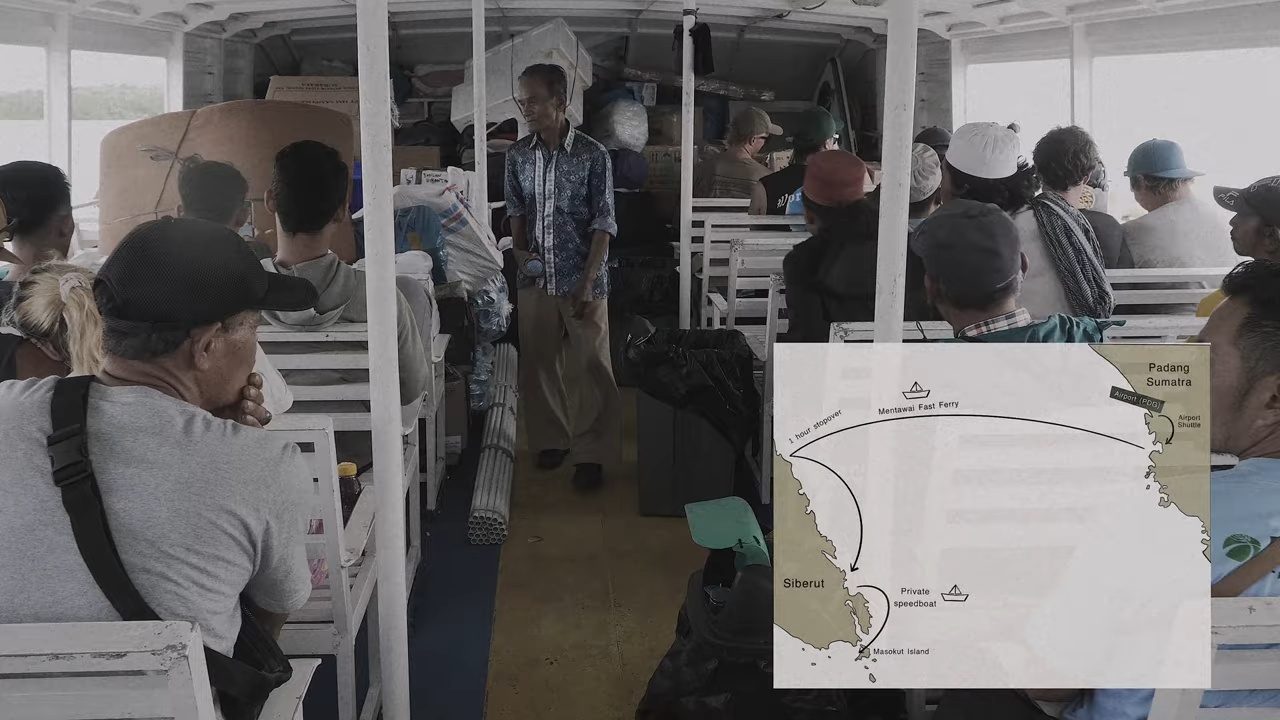 Padang
Sumatra
Airport (PDG)
Airport
Shuttle
Mentawai Fast Ferry
1 hour stopover
Siberut
Private
speedboat
Masokut Island